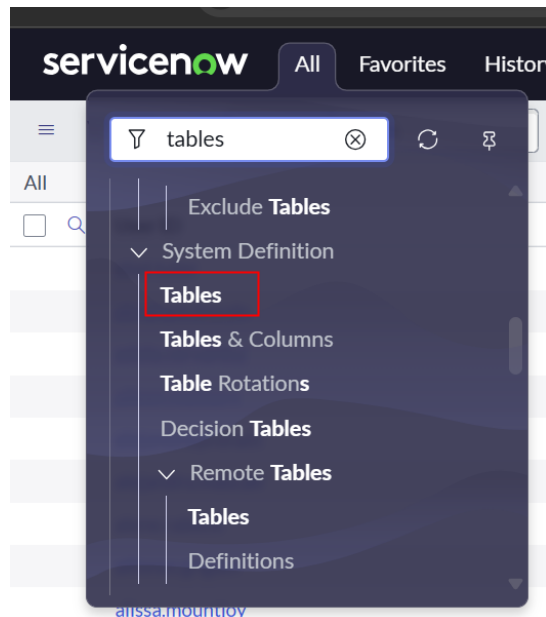 servicenow All Favorites Histor
tables
All
Exclude Tables
System Definition
Tables
Tables & Columns
Table Rotations
Decision Tables
Remote Tables
Tables
Definitions
alissa.mountjoy